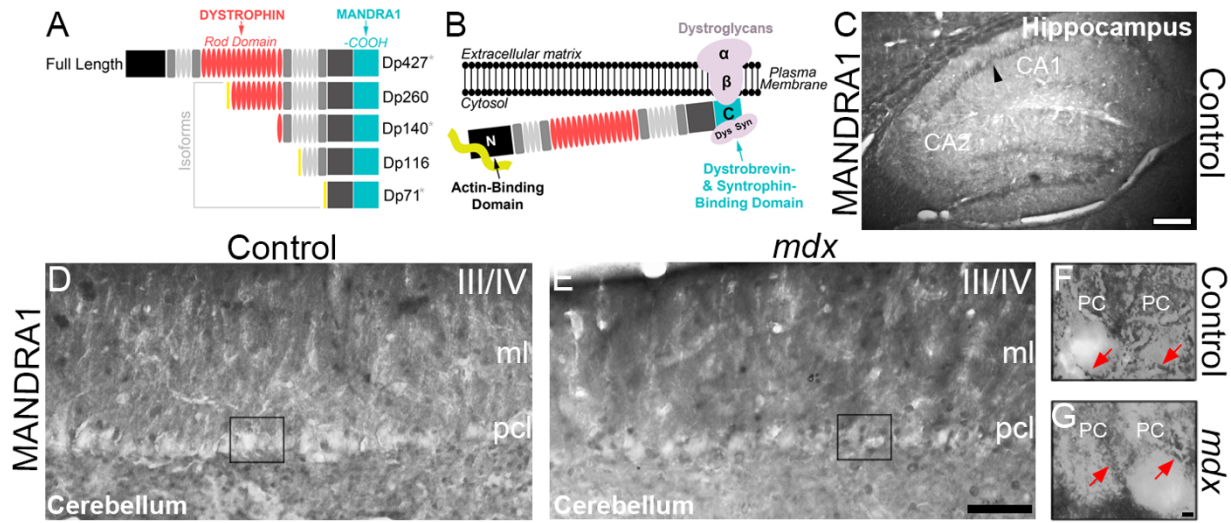 A
DYSTROPHIN
MANDRA1
Rod Domain
-COOH
Full Length
Dp427*
Dp260
Dp140*
Dp116
Dp71*
Isoforms
B
Dystroglycans
Extracellular matrix
α
β
Plasma
Membrane
Cytosol
C
N
Dys Syn
Actin-Binding
Domain
Dystrobrevin-
& Syntrophin-
Binding Domain
C
Hippocampus
CA1
CA2
MANDRA1
Control
Control
mdx
D
III/IV
ml
pcl
Cerebellum
MANDRA1
E
III/IV
ml
pcl
Cerebellum
F
PC
PC
Control
G
PC
PC
mdx